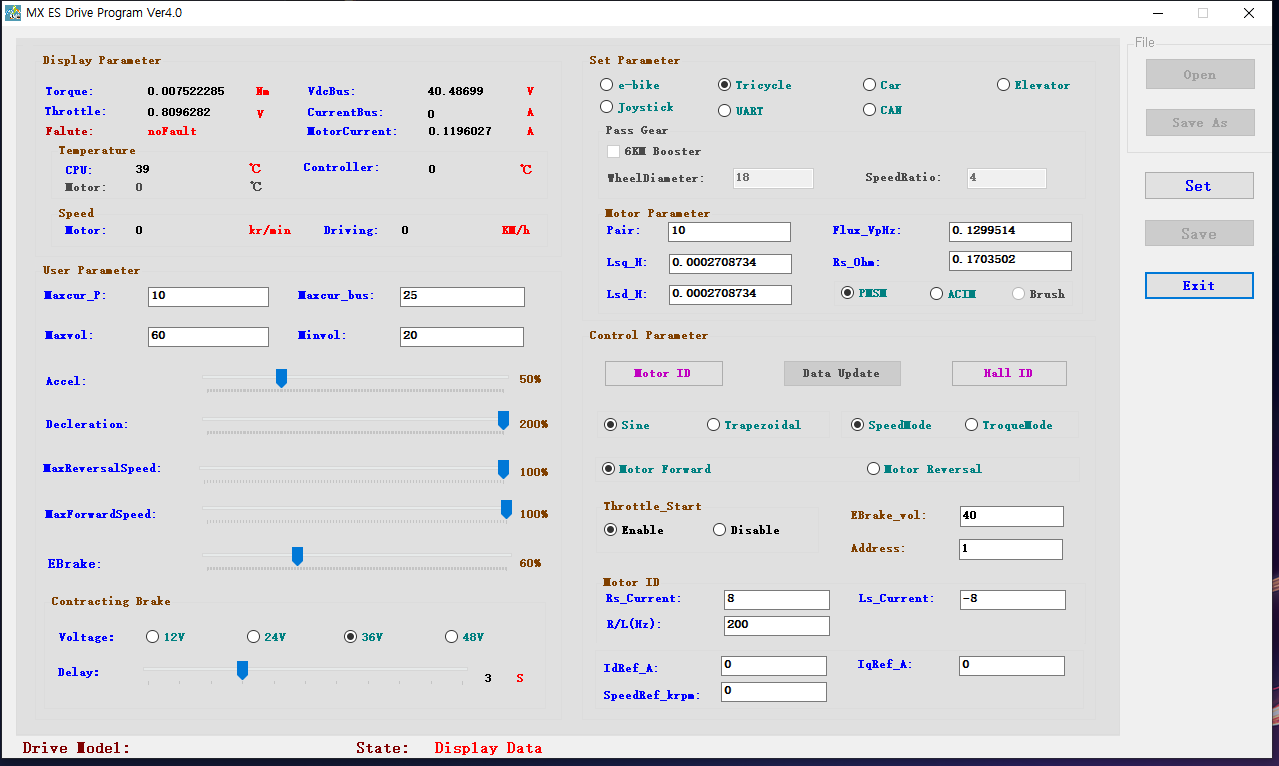 MX ES Drive Program Ver4.0
Display Parameter
Torque: 0.007522285 Nm VdcBus: 40.48699 V
Throttle: 0.8096282 V CurrentBus: 0 A
Falute: noFault MotorCurrent: 0.1196027 A
Temperature
CPU: 39 ℃ Controller: 0 ℃
Motor: 0 ℃
Speed
Motor: 0 kr/min Driving: 0 KM/h
User Parameter
Maxcur_P: 10 Maxcur_bus: 25
Maxvol: 60 Minvol: 20
Accel: 50%
Decleration: 200%
MaxReversalSpeed: 100%
MaxForwardSpeed: 100%
EBrake: 60%
Contracting Brake
Voltage: 12V 24V 36V 48V
Delay: 3 S
Set Parameter
e-bike Tricycle Car Elevator
Joystick UART CAN
Pass Gear
6KM Booster
WheelDiameter: 18 SpeedRatio: 4
Motor Parameter
Pair: 10 Flux_VpHz: 0.1299514
Lsq_H: 0.0002708734 Rs_Ohm: 0.1703502
Lsd_H: 0.0002708734 PMSM ACIM Brush
Control Parameter
Motor ID Data Update Hall ID
Sine Trapezoidal SpeedMode TroqueMode
Motor Forward Motor Reversal
Throttle_Start
Enable Disable
EBrake_vol: 40
Address: 1
Motor ID
Rs_Current: 8 Ls_Current: -8
R/L(Hz): 200
IdRef_A: 0 IqRef_A: 0
SpeedRef_krpm: 0
File
Open
Save As
Set
Save
Exit
Drive Model: State: Display Data